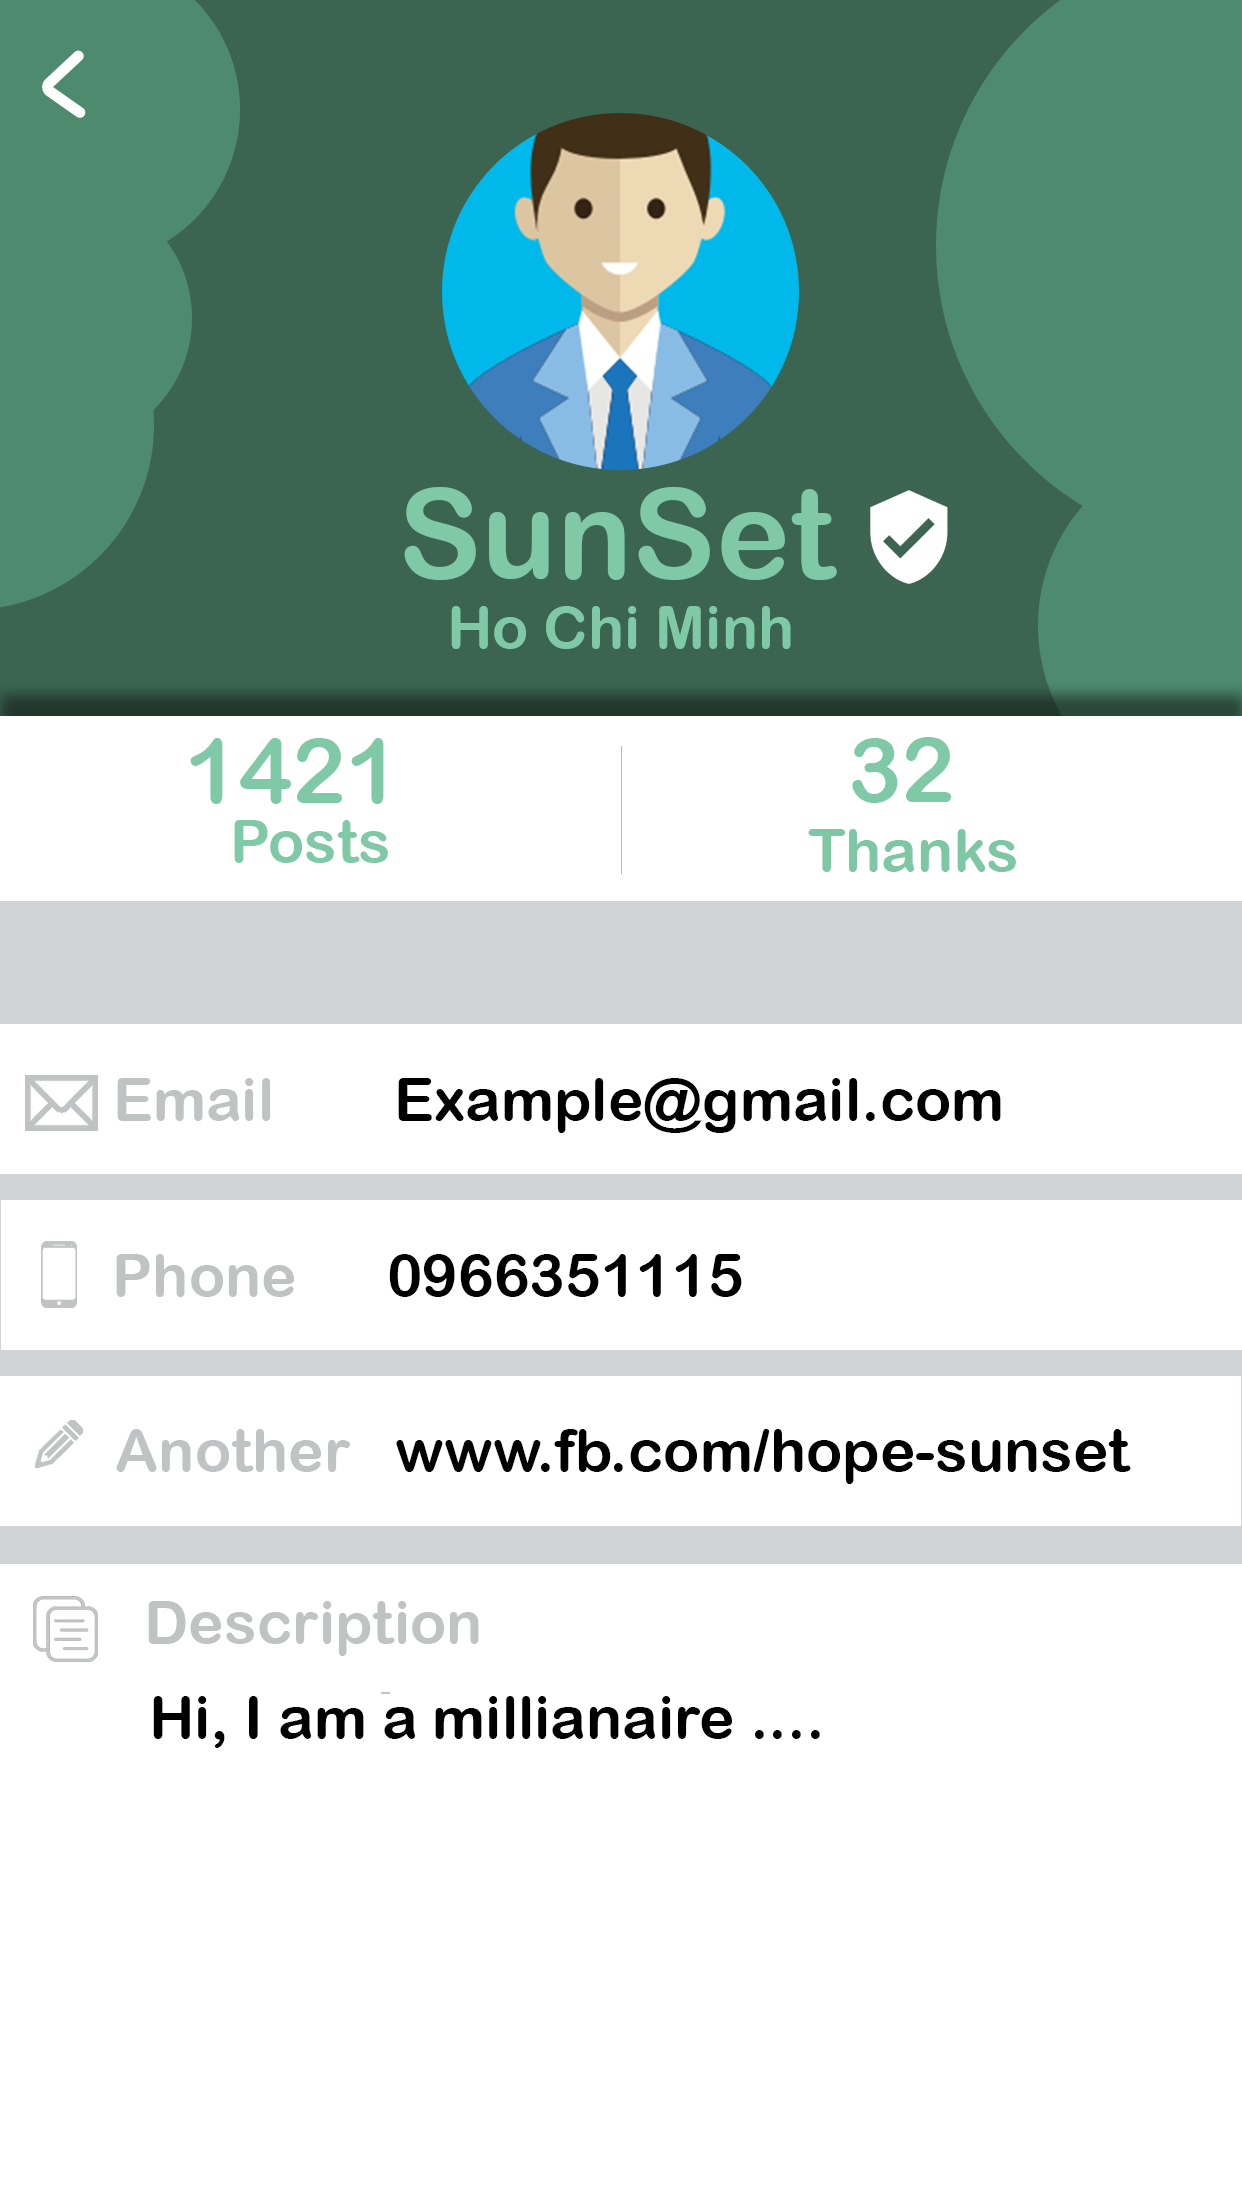 SunSet
Ho Chi Minh
1421
Posts
32
Thanks
Email Example@gmail.com
Phone 0966351115
Another www.fb.com/hope-sunset
Description
Hi, I am a millianaire ....